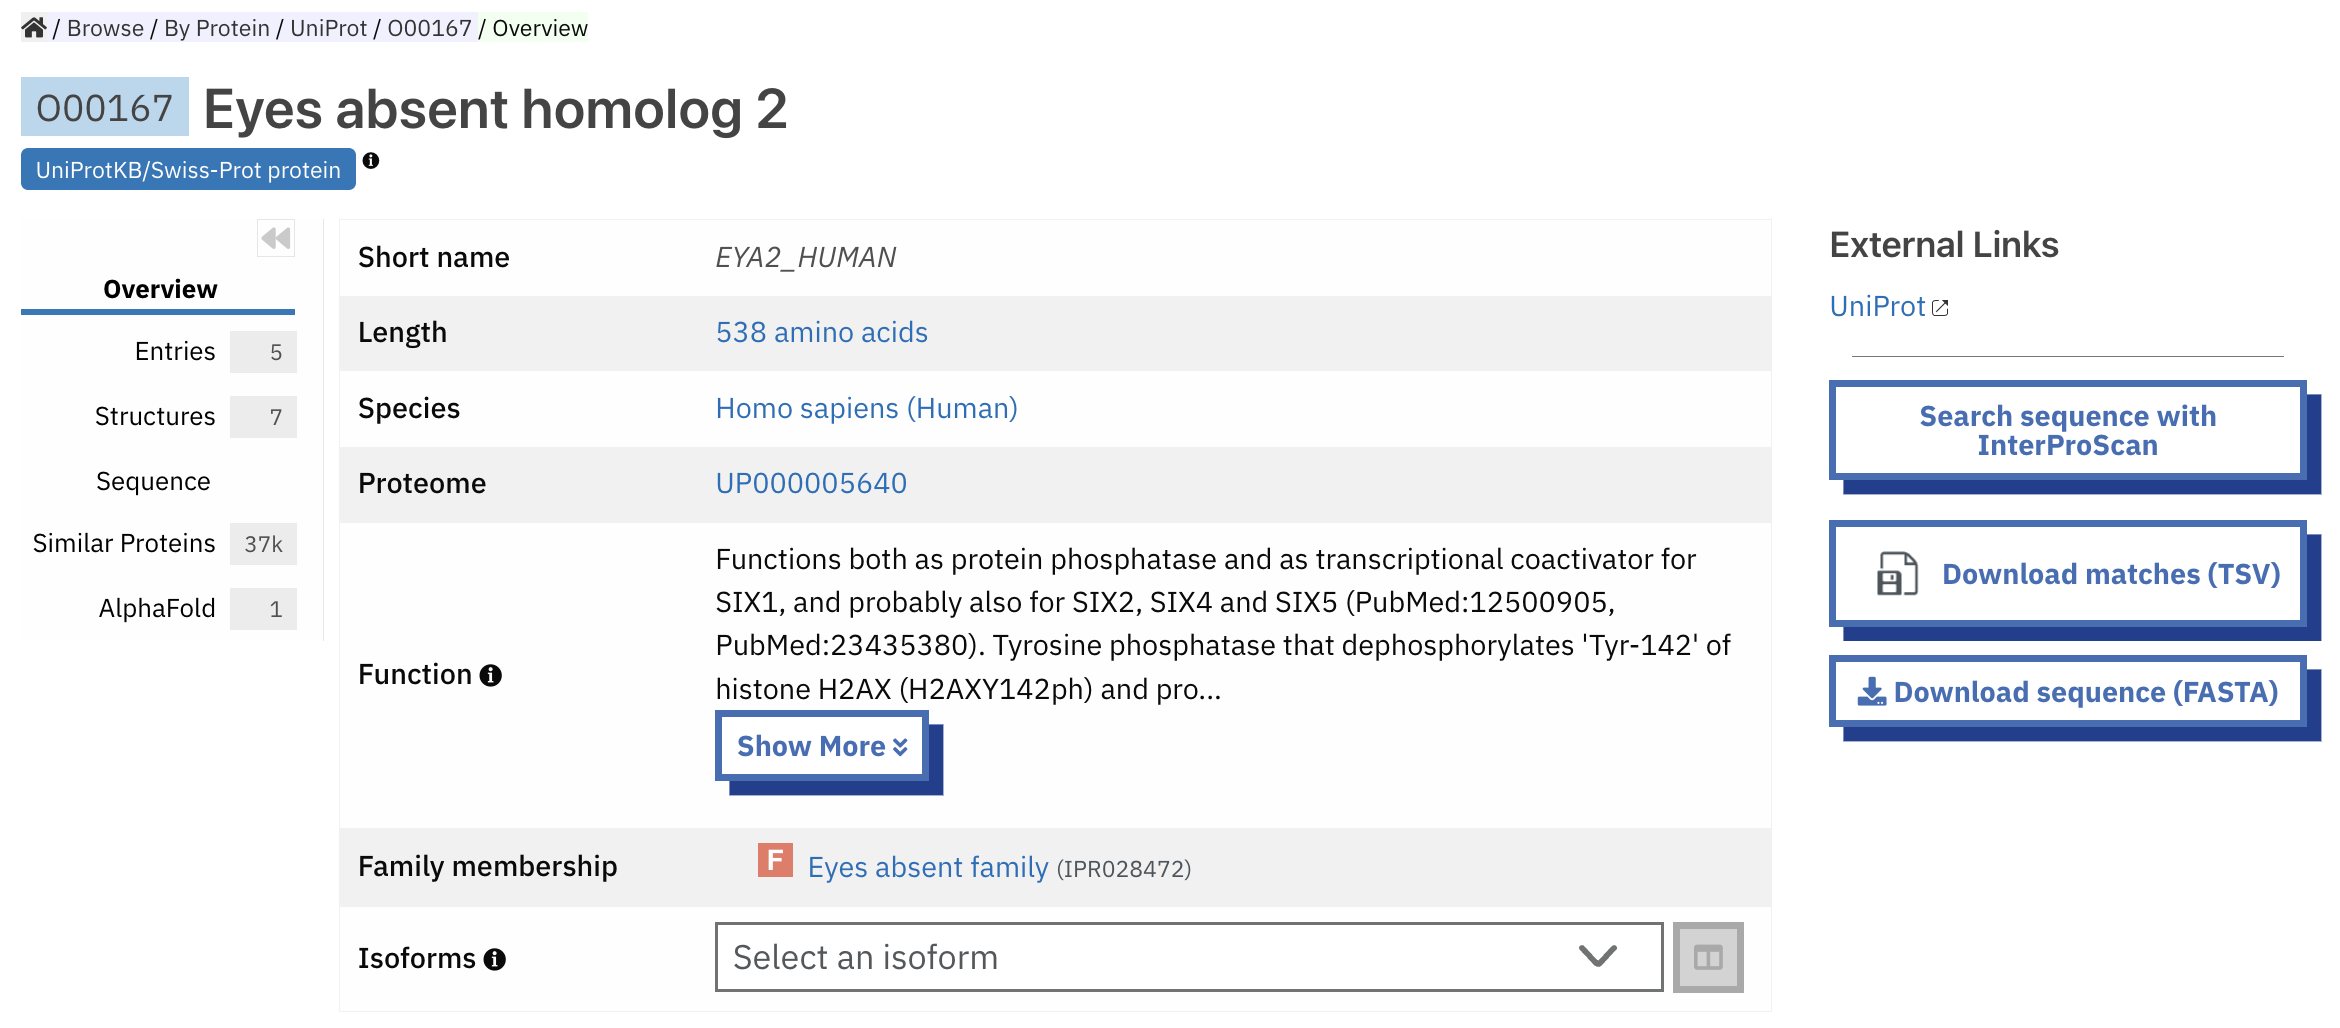 / Browse / By Protein / UniProt / O00167 / Overview
O00167 Eyes absent homolog 2
UniProtKB/Swiss-Prot protein
Overview
Entries 5
Structures 7
Sequence
Similar Proteins 37k
AlphaFold 1
Short name EYA2_HUMAN
Length 538 amino acids
Species Homo sapiens (Human)
Proteome UP000005640
Function
Functions both as protein phosphatase and as transcriptional coactivator for
SIX1, and probably also for SIX2, SIX4 and SIX5 (PubMed:12500905,
PubMed:23435380). Tyrosine phosphatase that dephosphorylates 'Tyr-142' of
histone H2AX (H2AXY142ph) and pro...
Show More
Family membership F Eyes absent family (IPR028472)
Isoforms Select an isoform
External Links
UniProt
Search sequence with
InterProScan
Download matches (TSV)
Download sequence (FASTA)